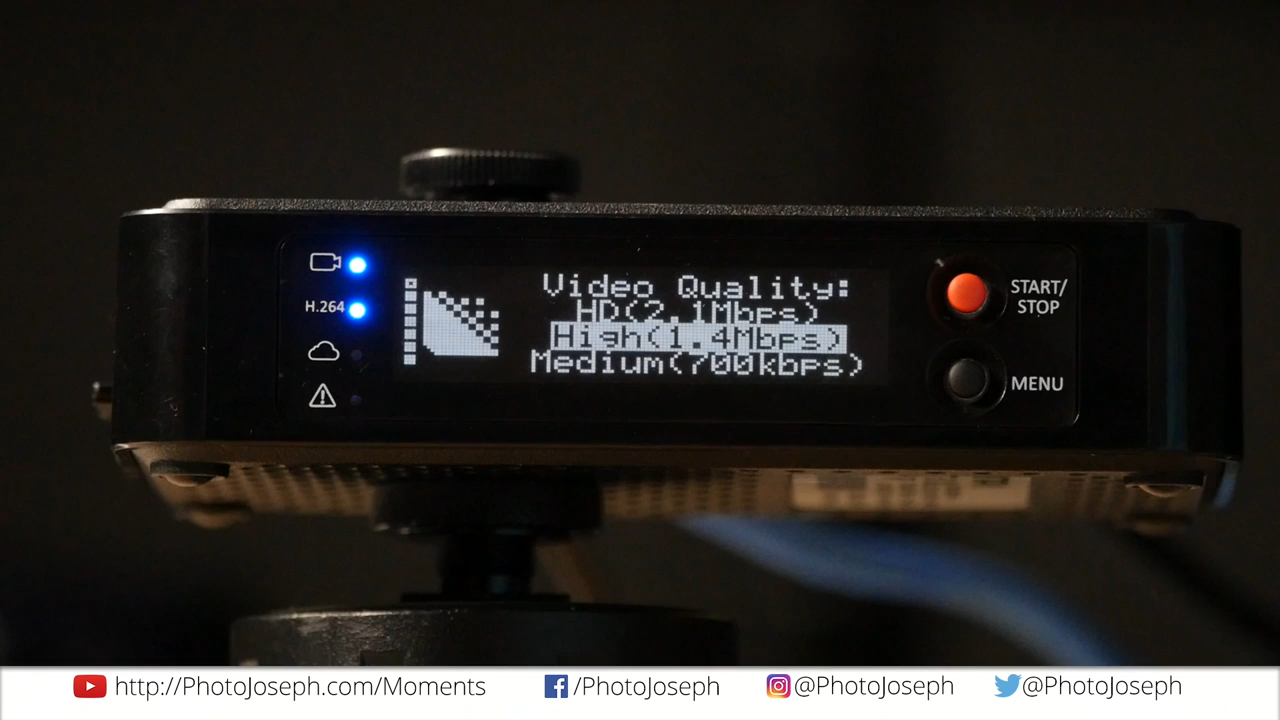 H.264
Video Quality:
HD(2.1Mbps)
High(1.4Mbps)
Medium(700kbps)
START/
STOP
MENU
http://PhotoJoseph.com/Moments /PhotoJoseph @PhotoJoseph @PhotoJoseph